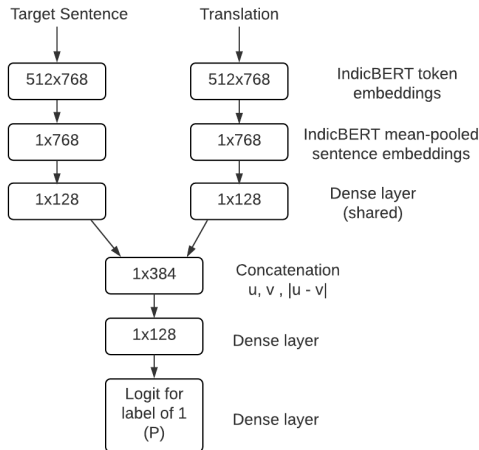 Target Sentence
Translation
512x768
512x768
IndicBERT token
embeddings
1x768
1x768
IndicBERT mean-pooled
sentence embeddings
1x128
1x128
Dense layer
(shared)
1x384
Concatenation
u, v , |u - v|
1x128
Dense layer
Logit for
label of 1
(P)
Dense layer